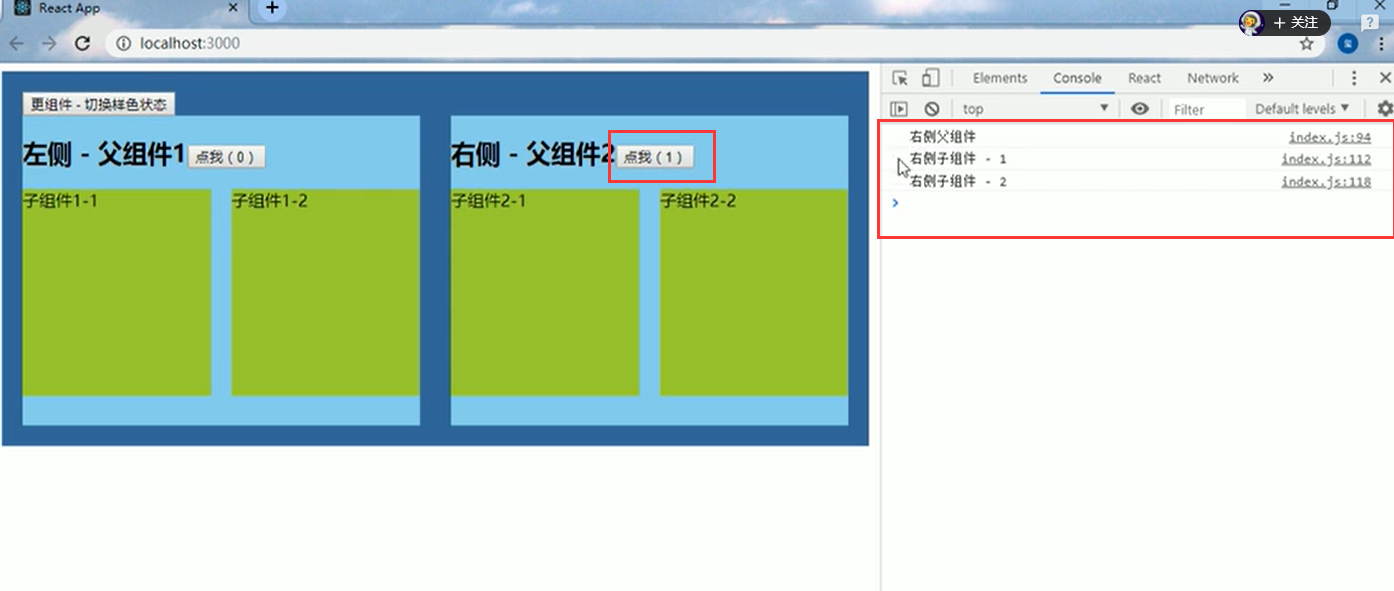 React App
+ 关注
?
localhost:3000
更组件 - 切换样色状态
左侧 - 父组件1
点我 ( 0 )
右侧 - 父组件2
点我 ( 1 )
子组件1-1
子组件1-2
子组件2-1
子组件2-2
Elements
Console
React
Network
top
Filter
Default levels
右侧父组件
index.js:94
右侧子组件 - 1
index.js:112
右侧子组件 - 2
index.js:118